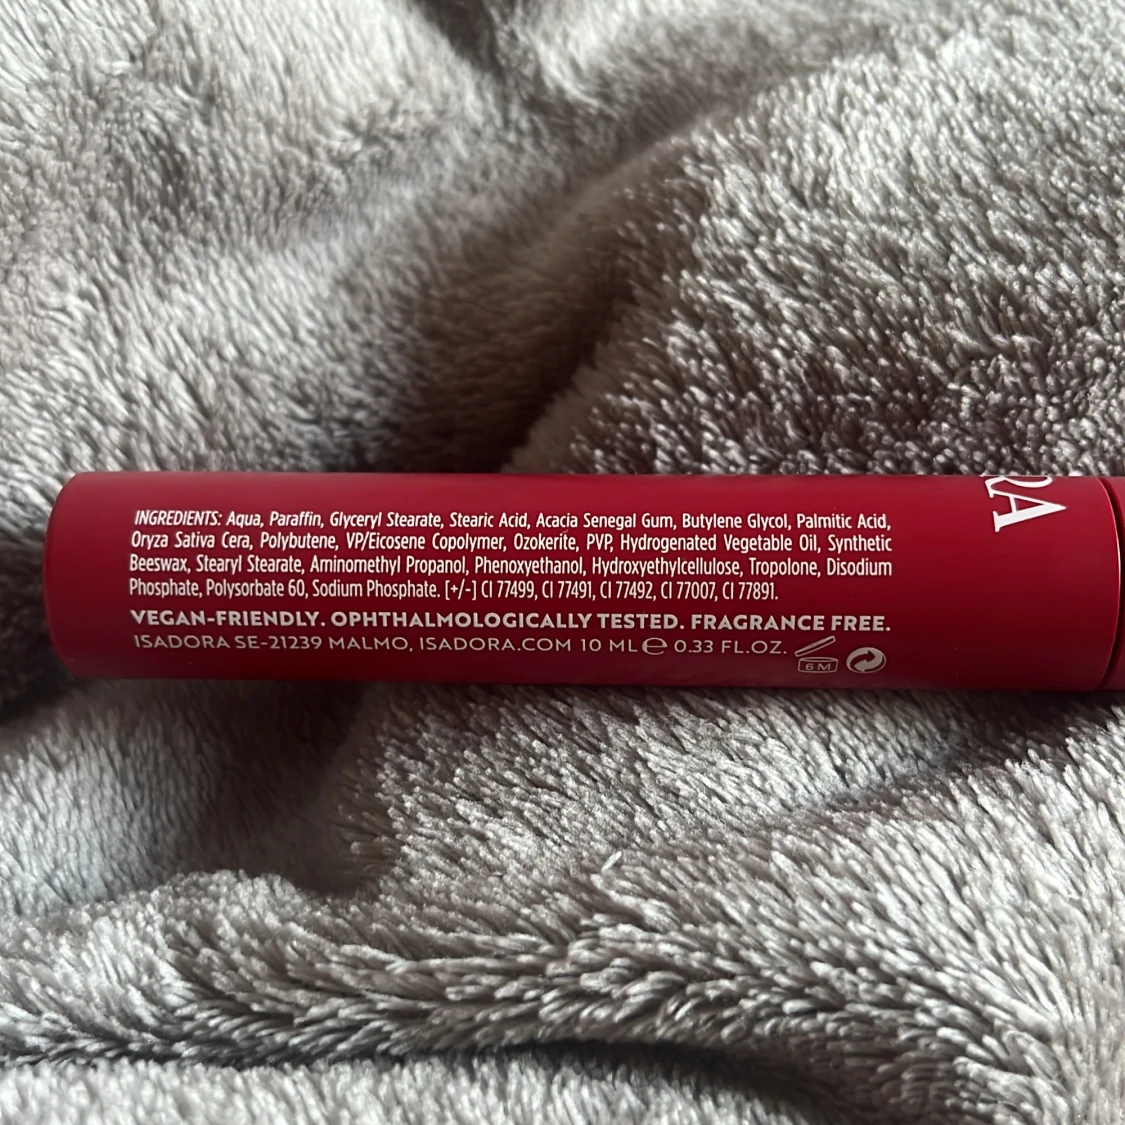 INGREDIENTS: Aqua, Paraffin, Glyceryl Stearate, Stearic Acid, Acacia Senegal Gum, Butylene Glycol, Palmitic Acid,
Oryza Sativa Cera, Polybutene, VP/Eicosene Copolymer, Ozokerite, PVP, Hydrogenated Vegetable Oil, Synthetic
Beeswax, Stearyl Stearate, Aminomethyl Propanol, Phenoxyethanol, Hydroxyethylcellulose, Tropolone, Disodium
Phosphate, Polysorbate 60, Sodium Phosphate. [+/-] CI 77499, CI 77491, CI 77492, CI 77007, CI 77891.
VEGAN-FRIENDLY. OPHTHALMOLOGICALLY TESTED. FRAGRANCE FREE.
ISADORA SE-21239 MALMO, ISADORA.COM 10 ML ℮ 0.33 FL.OZ.
6 M